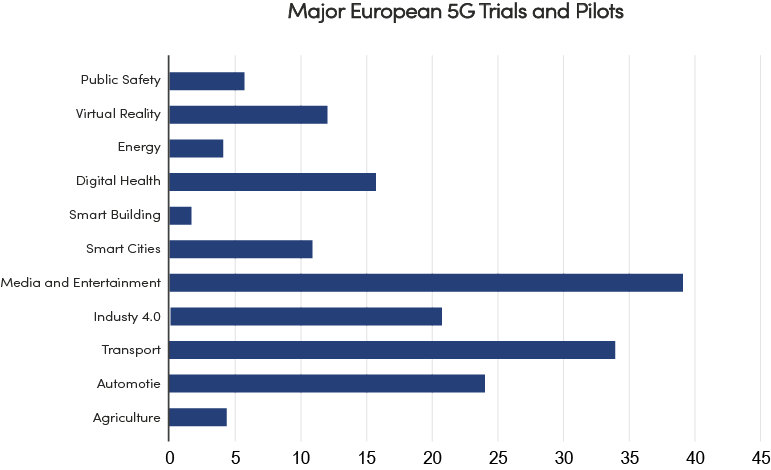 Major European 5G Trials and Pilots
Public Safety
Virtual Reality
Energy
Digital Health
Smart Building
Smart Cities
Media and Entertainment
Industy 4.0
Transport
Automotie
Agriculture
0 5 10 15 20 25 30 35 40 45